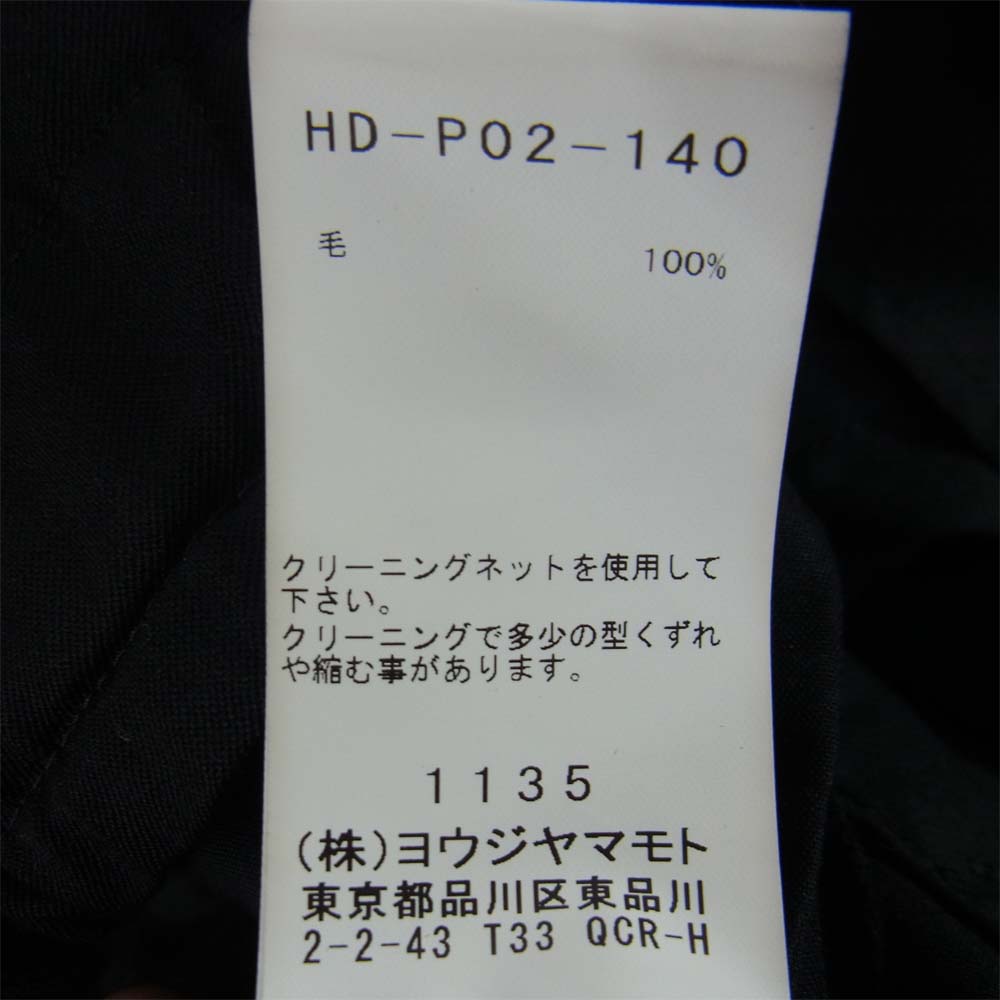 HD-P02-140
毛 100%
クリーニングネットを使用して
下さい。
クリーニングで多少の型くずれ
や縮む事があります。
1135
(株)ヨウジヤマモト
東京都品川区東品川
2-2-43 T33 QCR-H